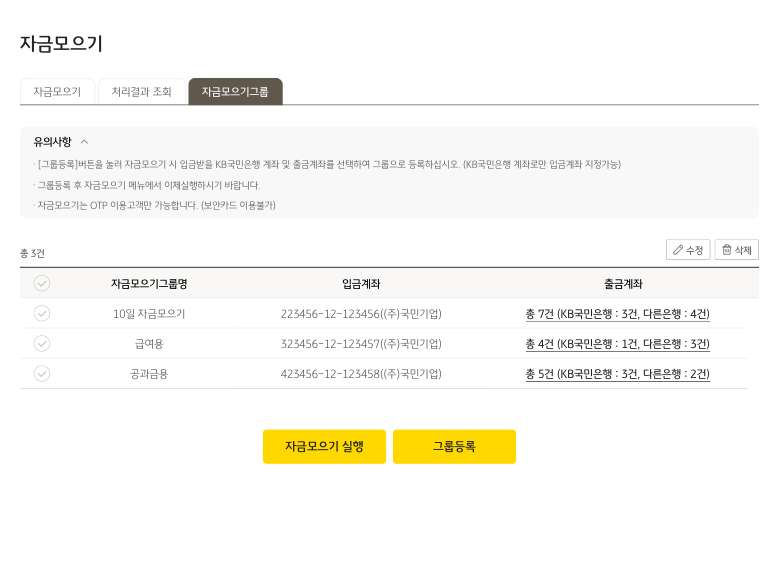 자금모으기
자금모으기 처리결과 조회 자금모으기그룹
유의사항
· [그룹등록]버튼을 눌러 자금모으기 시 입금받을 KB국민은행 계좌 및 출금계좌를 선택하여 그룹으로 등록하십시오. (KB국민은행 계좌로만 입금계좌 지정가능)
· 그룹등록 후 자금모으기 메뉴에서 이체실행하시기 바랍니다.
· 자금모으기는 OTP 이용고객만 가능합니다. (보안카드 이용불가)
총 3건 수정 삭제
자금모으기그룹명 입금계좌 출금계좌
10일 자금모으기 223456-12-123456((주)국민기업) 총 7건 (KB국민은행 : 3건, 다른은행 : 4건)
급여용 323456-12-123457((주)국민기업) 총 4건 (KB국민은행 : 1건, 다른은행 : 3건)
공과금용 423456-12-123458((주)국민기업) 총 5건 (KB국민은행 : 3건, 다른은행 : 2건)
자금모으기 실행 그룹등록